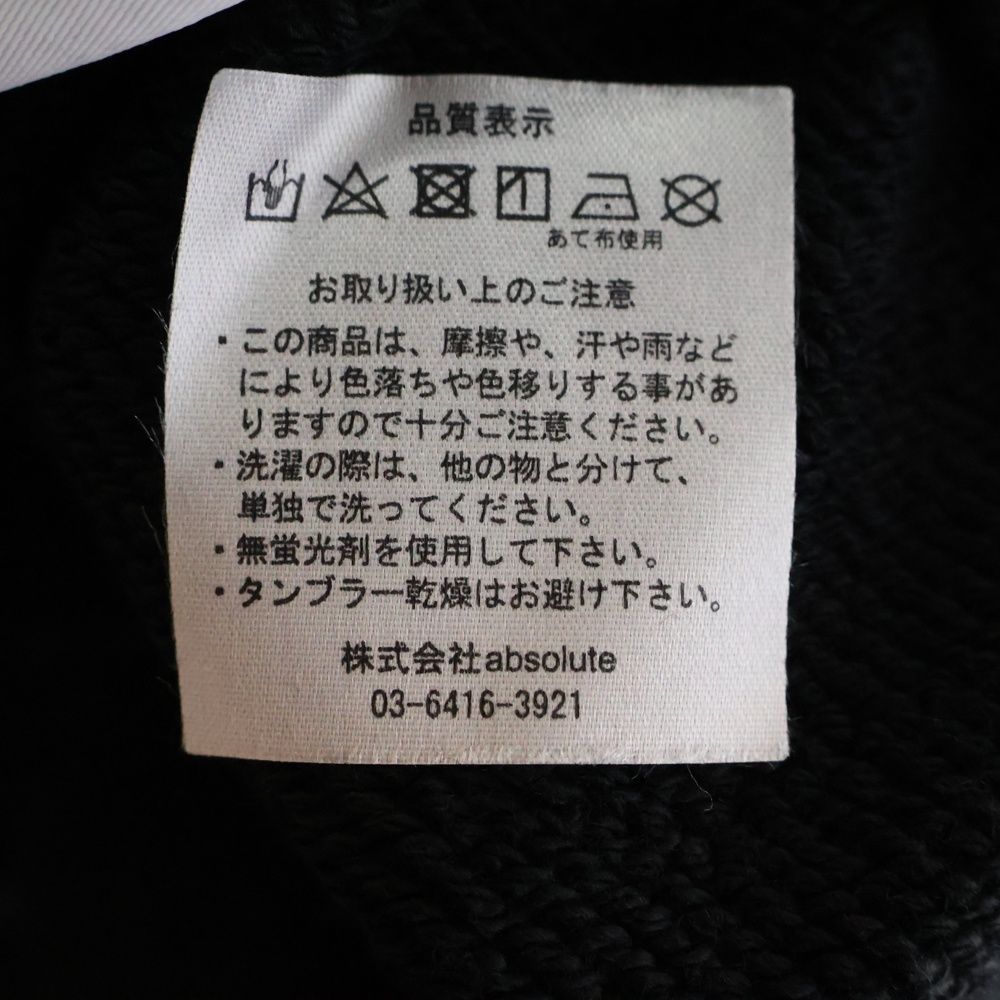 品質表示
あて布使用
お取り扱い上のご注意
・この商品は、摩擦や、汗や雨など
により色落ちや色移りする事があ
りますので十分ご注意ください。
・洗濯の際は、他の物と分けて、
単独で洗ってください。
・無蛍光剤を使用して下さい。
・タンブラー乾燥はお避け下さい。
株式会社absolute
03-6416-3921